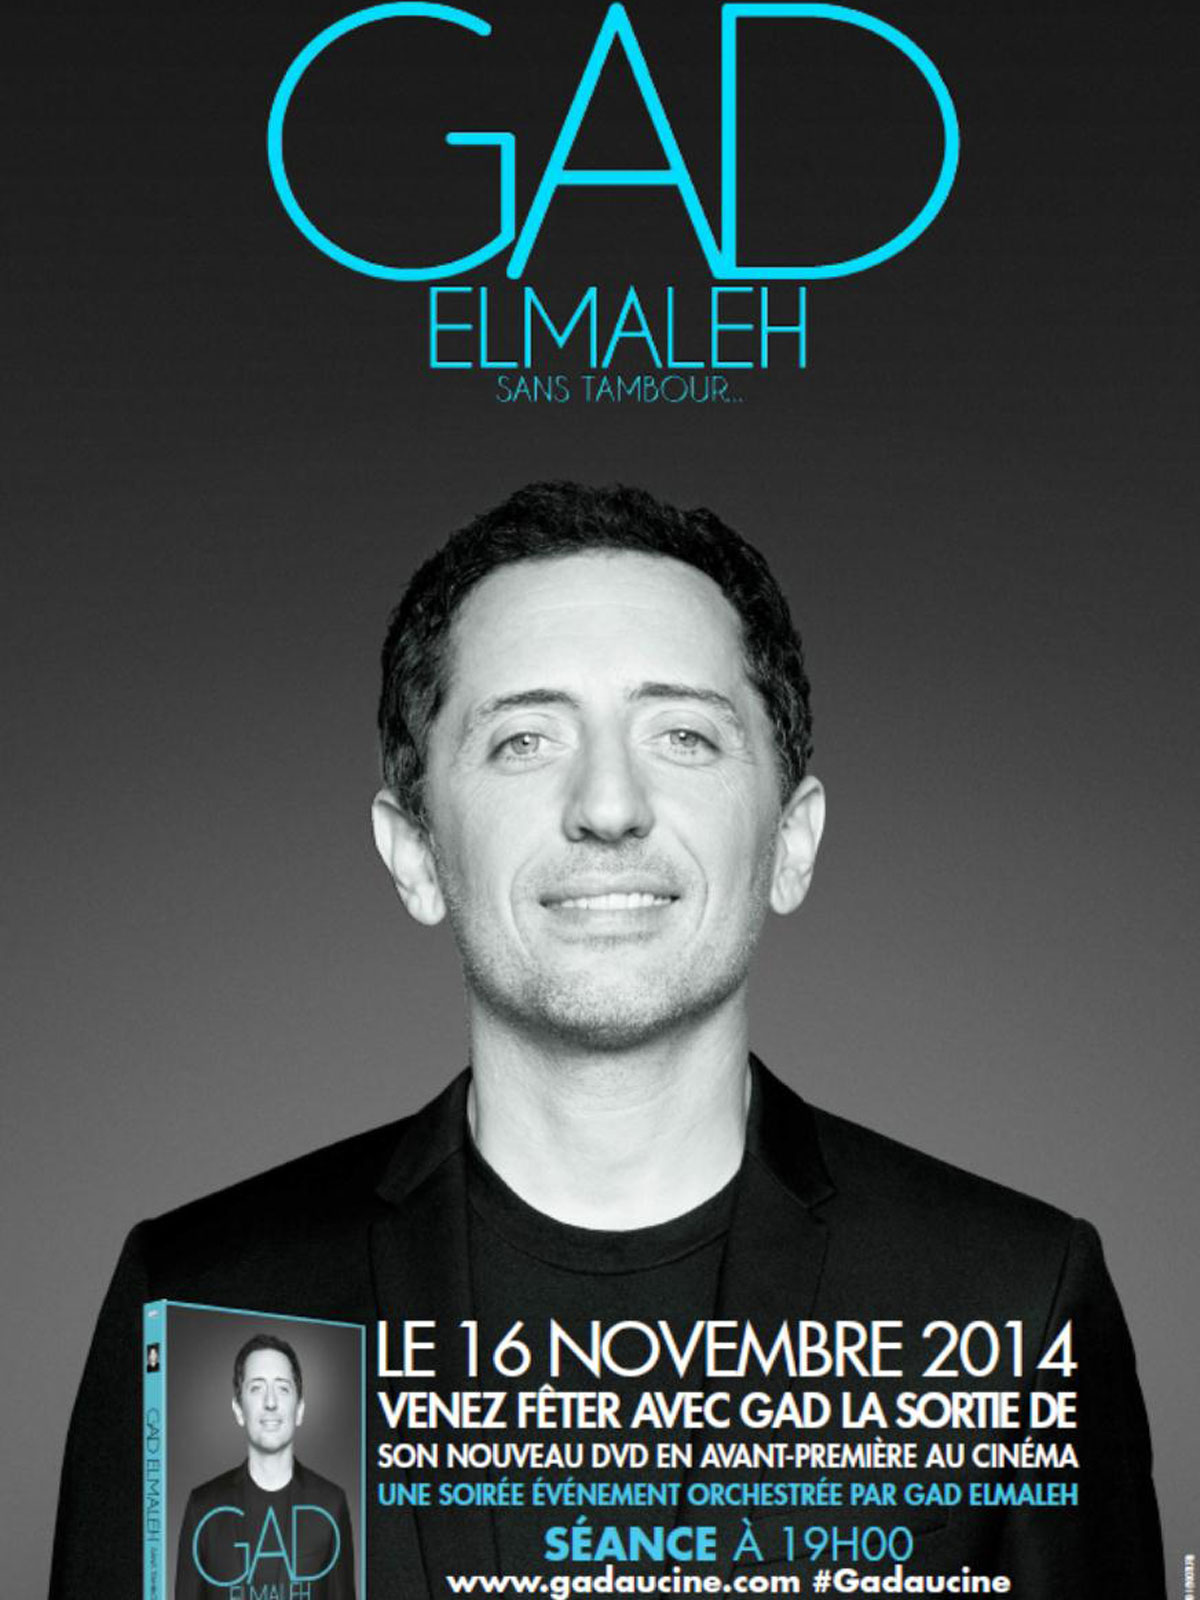 GAD
ELMALEH
SANS TAMBOUR...
LE 16 NOVEMBRE 2014
VENEZ FÊTER AVEC GAD LA SORTIE DE
SON NOUVEAU DVD EN AVANT-PREMIÈRE AU CINÉMA
UNE SOIRÉE ÉVÉNEMENT ORCHESTRÉE PAR GAD ELMALEH
SÉANCE À 19H00
www.gadaucine.com #Gadaucine
GAD ELMALEH
GAD
ELMALEH